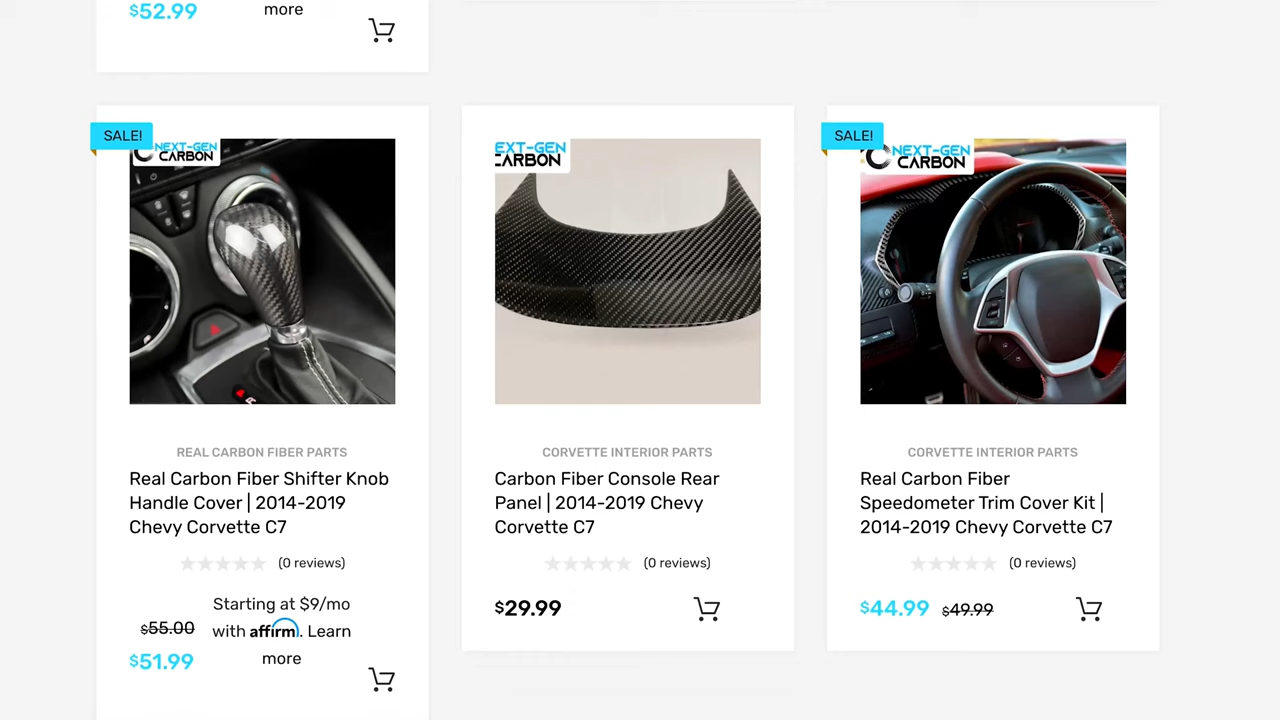 $52.99
more
SALE!
NEXT-GEN
CARBON
REAL CARBON FIBER PARTS
Real Carbon Fiber Shifter Knob
Handle Cover | 2014-2019
Chevy Corvette C7
(0 reviews)
$55.00
$51.99
Starting at $9/mo
with affirm. Learn
more
EXT-GEN
CARBON
CORVETTE INTERIOR PARTS
Carbon Fiber Console Rear
Panel | 2014-2019 Chevy
Corvette C7
(0 reviews)
$29.99
SALE!
NEXT-GEN
CARBON
CORVETTE INTERIOR PARTS
Real Carbon Fiber
Speedometer Trim Cover Kit |
2014-2019 Chevy Corvette C7
(0 reviews)
$44.99 $49.99